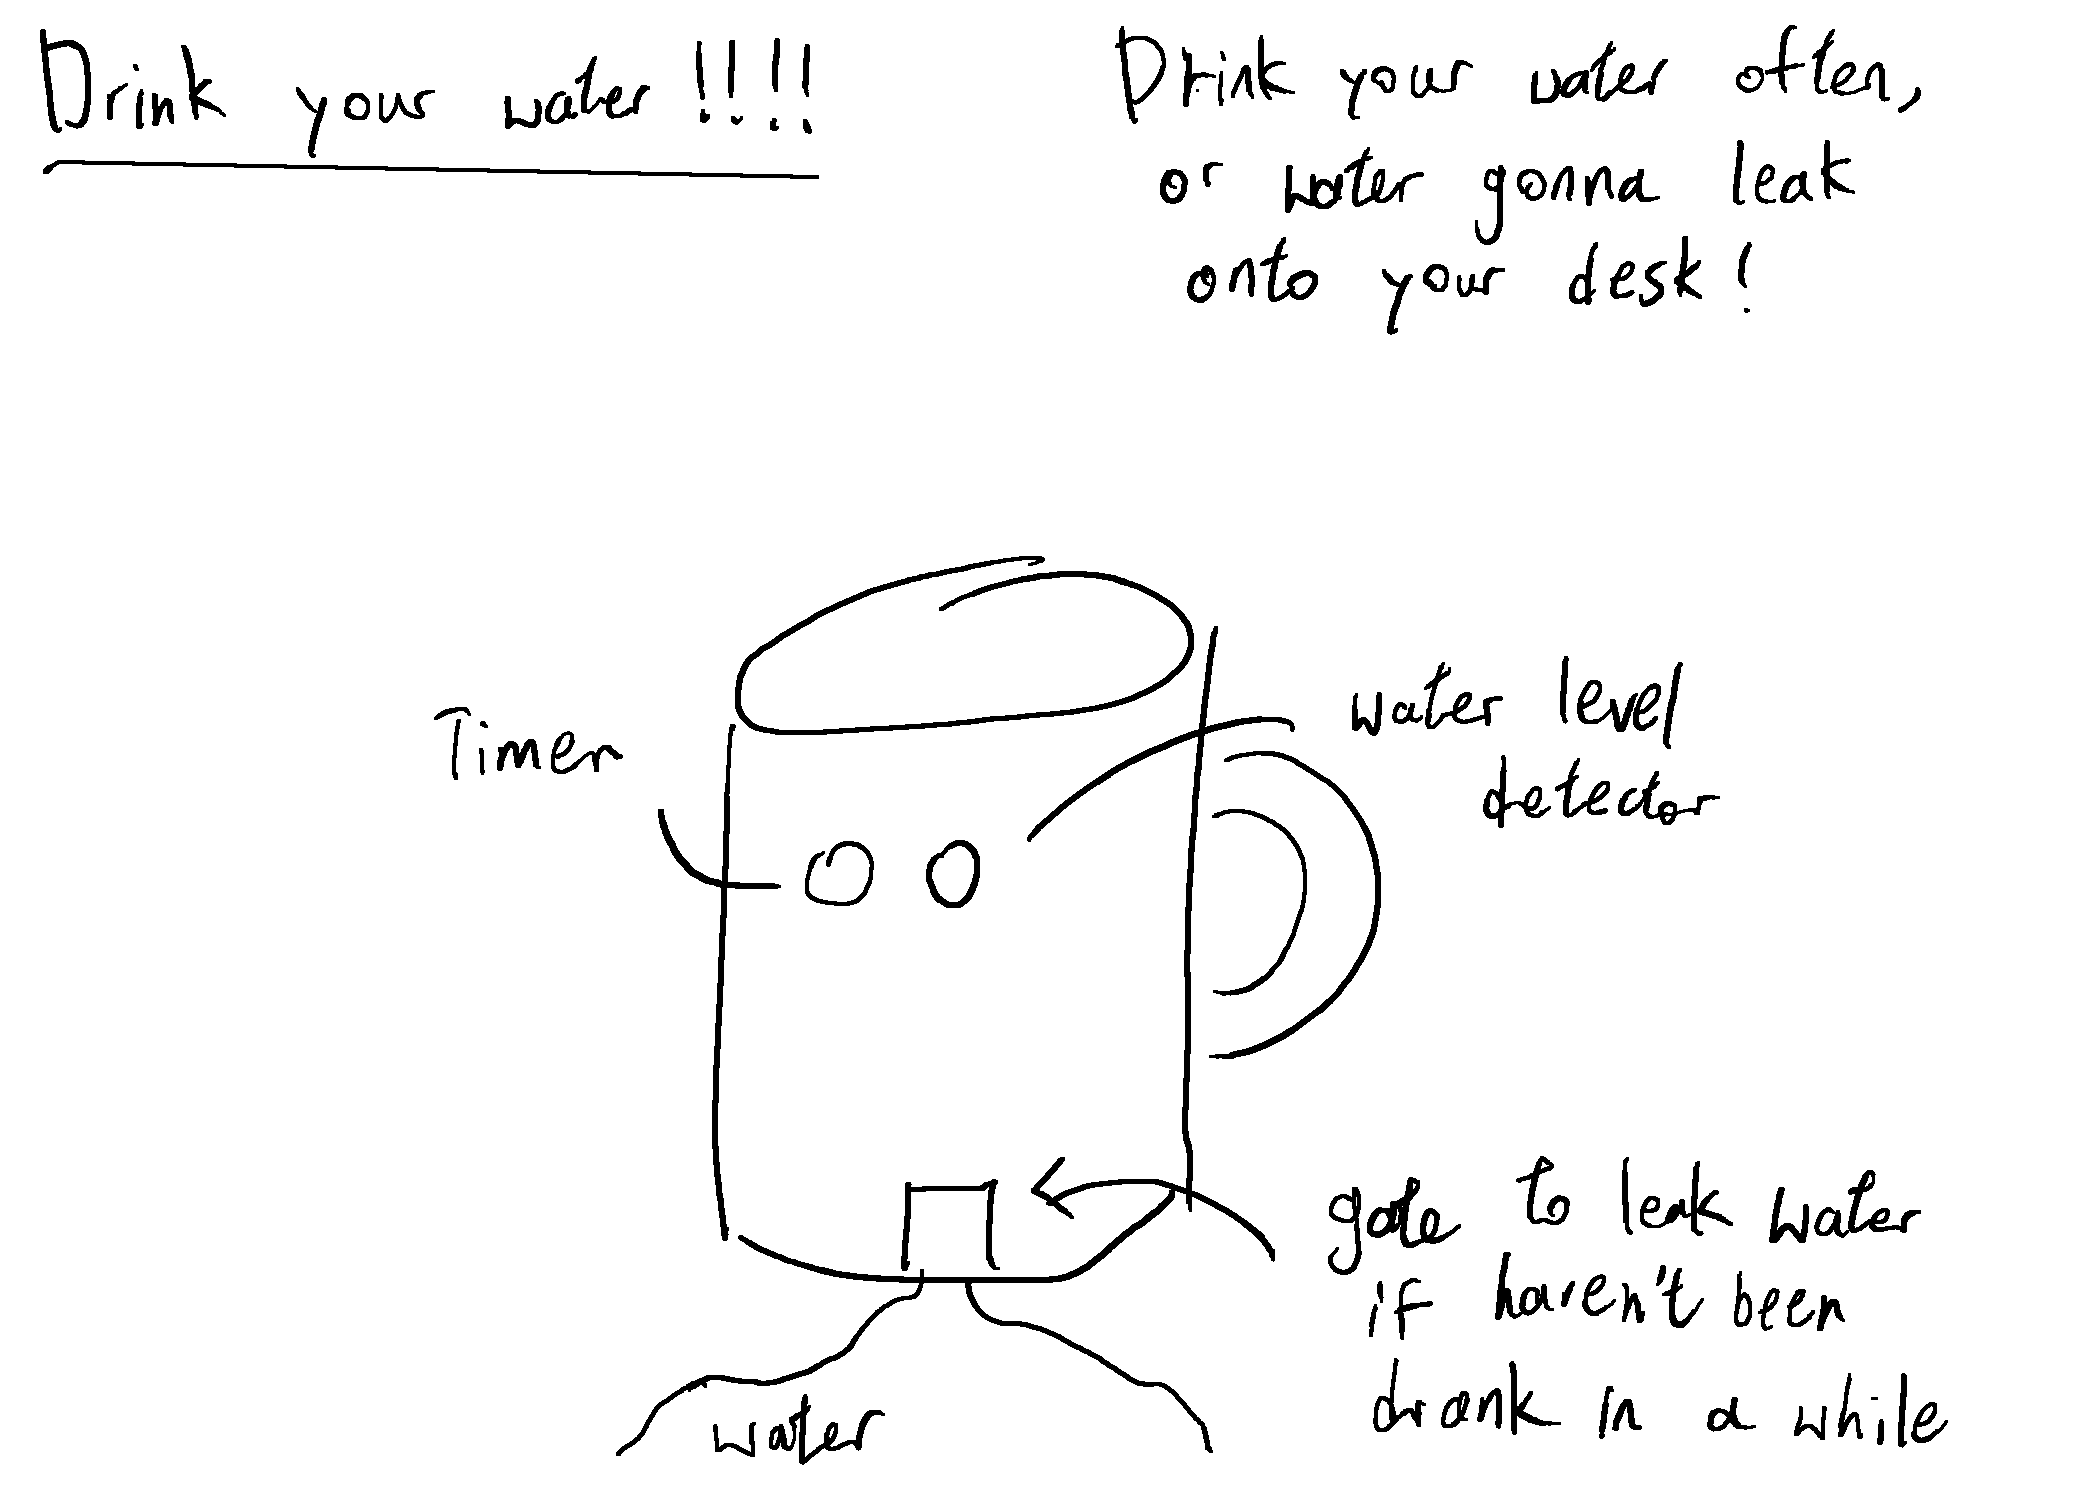 Drink your water !!!!
Drink your water often,
or water gonna leak
onto your desk!
Timer
water level
detector
gate to leak water
if haven't been
drank in a while
water